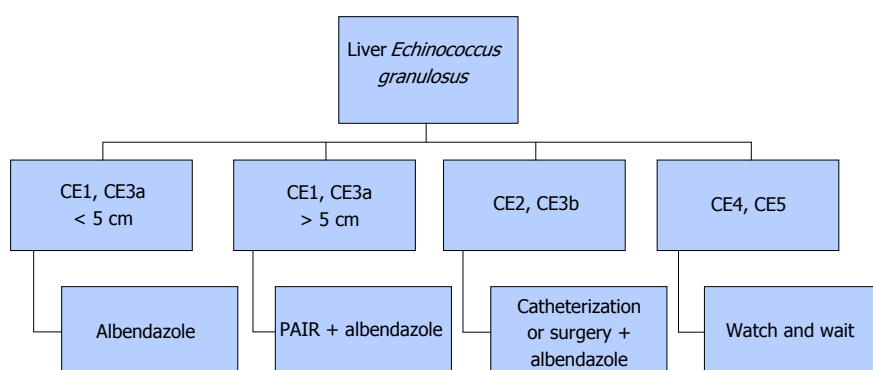 Liver Echinococcus
granulosus
CE1, CE3a
< 5 cm
CE1, CE3a
> 5 cm
CE2, CE3b
CE4, CE5
Albendazole
PAIR + albendazole
Catheterization
or surgery +
albendazole
Watch and wait